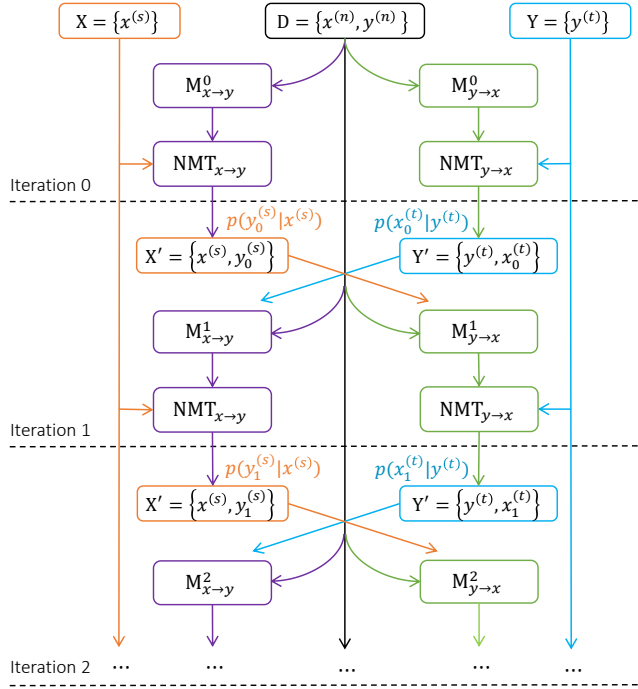 X = {x^(s)} D = {x^(n), y^(n)} Y = {y^(t)}
M^0_{x→y} M^0_{y→x}
NMT_{x→y} NMT_{y→x}
Iteration 0
p(y_0^(s)|x^(s)) p(x_0^(t)|y^(t))
X′ = {x^(s), y_0^(s)} Y′ = {y^(t), x_0^(t)}
M^1_{x→y} M^1_{y→x}
NMT_{x→y} NMT_{y→x}
Iteration 1
p(y_1^(s)|x^(s)) p(x_1^(t)|y^(t))
X′ = {x^(s), y_1^(s)} Y′ = {y^(t), x_1^(t)}
M^2_{x→y} M^2_{y→x}
Iteration 2 ... ... ... ... ...